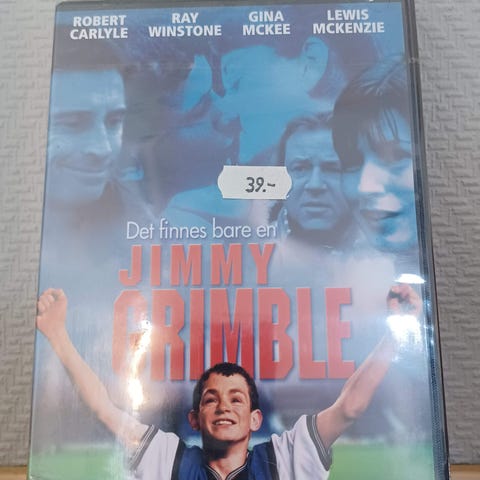 ROBERT CARLYLE
RAY WINSTONE
GINA MCKEE
LEWIS MCKENZIE
39.-
Det finnes bare en
JIMMY
GRIMBLE